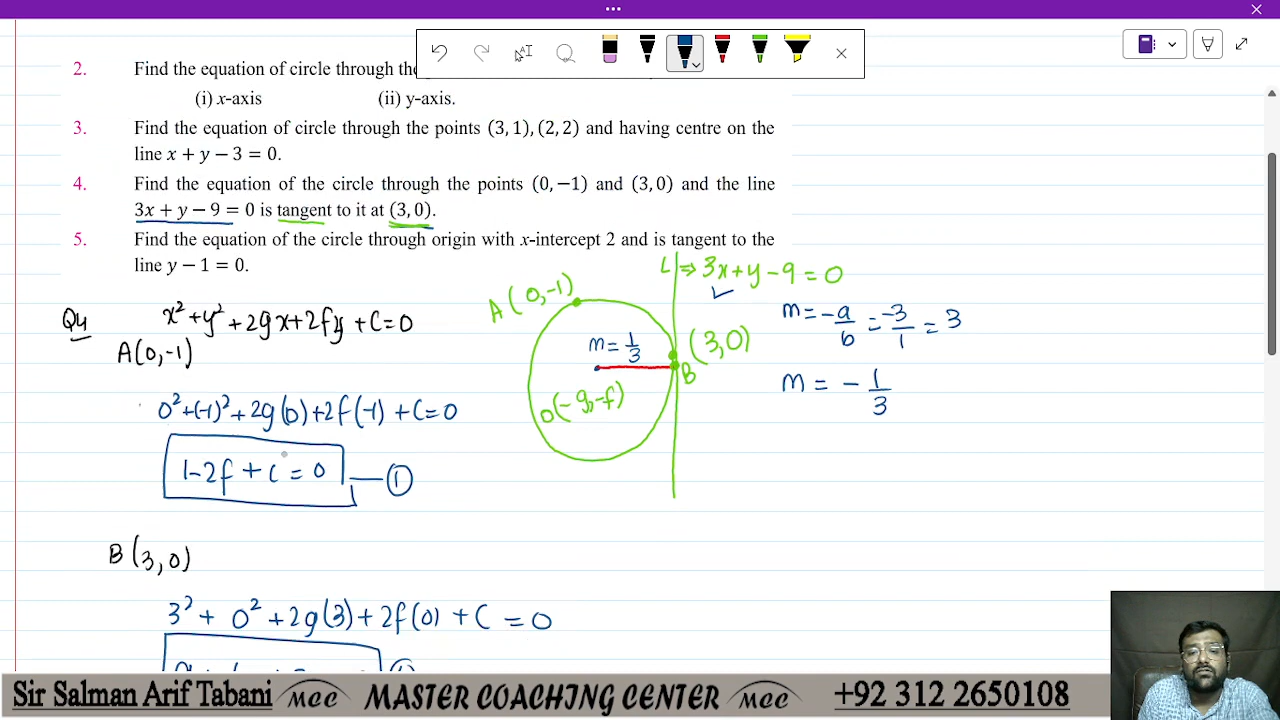 2. Find the equation of circle through the
(i) x-axis (ii) y-axis.
3. Find the equation of circle through the points (3, 1), (2, 2) and having centre on the
line x + y − 3 = 0.
4. Find the equation of the circle through the points (0, −1) and (3, 0) and the line
3x + y − 9 = 0 is tangent to it at (3, 0).
5. Find the equation of the circle through origin with x-intercept 2 and is tangent to the
line y − 1 = 0.
L ⇒ 3x + y − 9 = 0
Q4 x² + y² + 2gx + 2fy + C = 0
A(0, −1)
A(0, −1)
m = 1/3
(3, 0)
B
O(−g, −f)
m = −a/b = −3/1 = 3
m = −1/3
0² + (−1)² + 2g(0) + 2f(−1) + C = 0
1 − 2f + C = 0 — ①
B(3, 0)
3² + 0² + 2g(3) + 2f(0) + C = 0
Sir Salman Arif Tabani MCC MASTER COACHING CENTER MCC +92 312 2650108